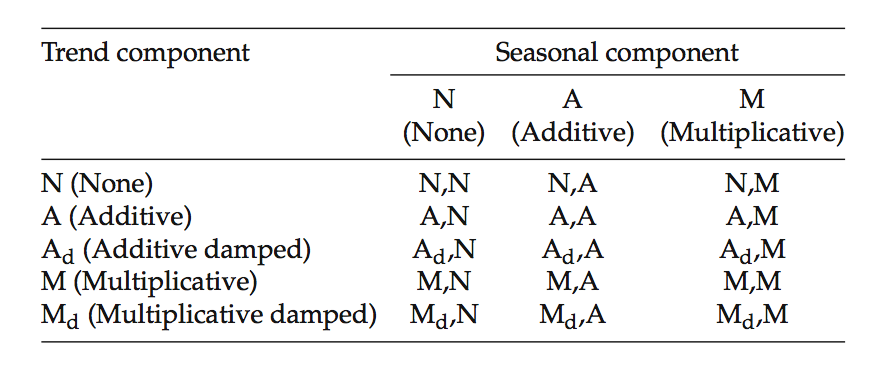 Trend component Seasonal component
N A M
(None) (Additive) (Multiplicative)
N (None) N,N N,A N,M
A (Additive) A,N A,A A,M
A_d (Additive damped) A_d,N A_d,A A_d,M
M (Multiplicative) M,N M,A M,M
M_d (Multiplicative damped) M_d,N M_d,A M_d,M